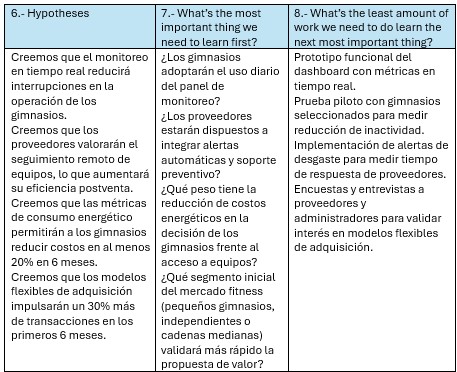 6.- Hypotheses
7.- What's the most
important thing we
need to learn first?
8.- What's the least amount of
work we need to do learn the
next most important thing?
Creemos que el monitoreo
en tiempo real reducirá
interrupciones en la
operación de los
gimnasios.
Creemos que los
proveedores valorarán el
seguimiento remoto de
equipos, lo que aumentará
su eficiencia postventa.
Creemos que las métricas
de consumo energético
permitirán a los gimnasios
reducir costos en al menos
20% en 6 meses.
Creemos que los modelos
flexibles de adquisición
impulsarán un 30% más
de transacciones en los
primeros 6 meses.
¿Los gimnasios
adoptarán el uso diario
del panel de
monitoreo?
¿Los proveedores
estarán dispuestos a
integrar alertas
automáticas y soporte
preventivo?
¿Qué peso tiene la
reducción de costos
energéticos en la
decisión de los
gimnasios frente al
acceso a equipos?
¿Qué segmento inicial
del mercado fitness
(pequeños gimnasios,
independientes o
cadenas medianas)
validará más rápido la
propuesta de valor?
Prototipo funcional del
dashboard con métricas en
tiempo real.
Prueba piloto con gimnasios
seleccionados para medir
reducción de inactividad.
Implementación de alertas de
desgaste para medir tiempo
de respuesta de proveedores.
Encuestas y entrevistas a
proveedores y
administradores para validar
interés en modelos flexibles
de adquisición.